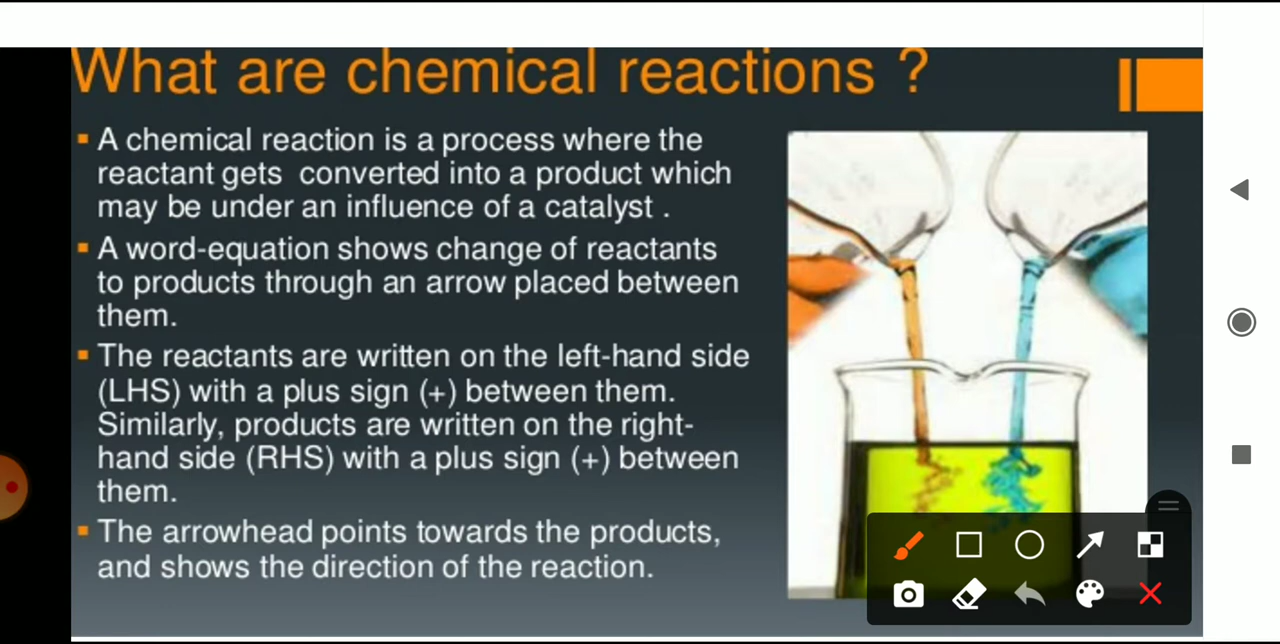 What are chemical reactions ?
A chemical reaction is a process where the
reactant gets converted into a product which
may be under an influence of a catalyst .
A word-equation shows change of reactants
to products through an arrow placed between
them.
The reactants are written on the left-hand side
(LHS) with a plus sign (+) between them.
Similarly, products are written on the right-
hand side (RHS) with a plus sign (+) between
them.
The arrowhead points towards the products,
and shows the direction of the reaction.